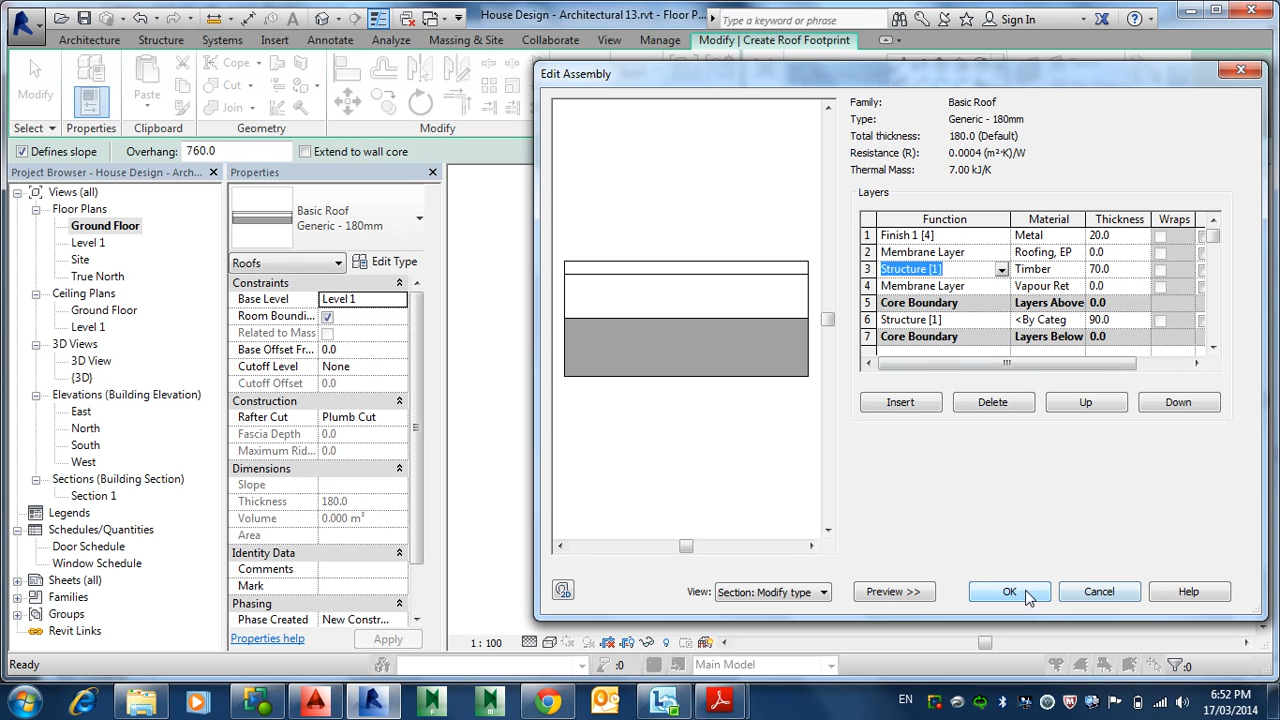 House Design - Architectural 13.rvt - Floor P...
Type a keyword or phrase
Sign In
Architecture Structure Systems Insert Annotate Analyze Massing & Site Collaborate View Manage Modify | Create Roof Footprint
Modify
Paste
Cope
Cut
Join
Select Properties Clipboard Geometry Modify
Defines slope Overhang: 760.0 Extend to wall core
Project Browser - House Design - Arch...
Views (all)
Floor Plans
Ground Floor
Level 1
Site
True North
Ceiling Plans
Ground Floor
Level 1
3D Views
3D View
{3D}
Elevations (Building Elevation)
East
North
South
West
Sections (Building Section)
Section 1
Legends
Schedules/Quantities
Door Schedule
Window Schedule
Sheets (all)
Families
Groups
Revit Links
Properties
Basic Roof
Generic - 180mm
Roofs Edit Type
Constraints
Base Level Level 1
Room Boundi...
Related to Mass
Base Offset Fr... 0.0
Cutoff Level None
Cutoff Offset 0.0
Construction
Rafter Cut Plumb Cut
Fascia Depth 0.0
Maximum Rid... 0.0
Dimensions
Slope
Thickness 180.0
Volume 0.000 m³
Area
Identity Data
Comments
Mark
Phasing
Phase Created New Constr...
Properties help Apply
Edit Assembly
Family: Basic Roof
Type: Generic - 180mm
Total thickness: 180.0 (Default)
Resistance (R): 0.0004 (m²·K)/W
Thermal Mass: 7.00 kJ/K
Layers
Function Material Thickness Wraps
1 Finish 1 [4] Metal 20.0
2 Membrane Layer Roofing, EP 0.0
3 Structure [1] Timber 70.0
4 Membrane Layer Vapour Ret 0.0
5 Core Boundary Layers Above 0.0
6 Structure [1] <By Categ 90.0
7 Core Boundary Layers Below 0.0
Insert Delete Up Down
View: Section: Modify type Preview >> OK Cancel Help
1 : 100
Ready
:0
Main Model
:0
EN
6:52 PM
17/03/2014